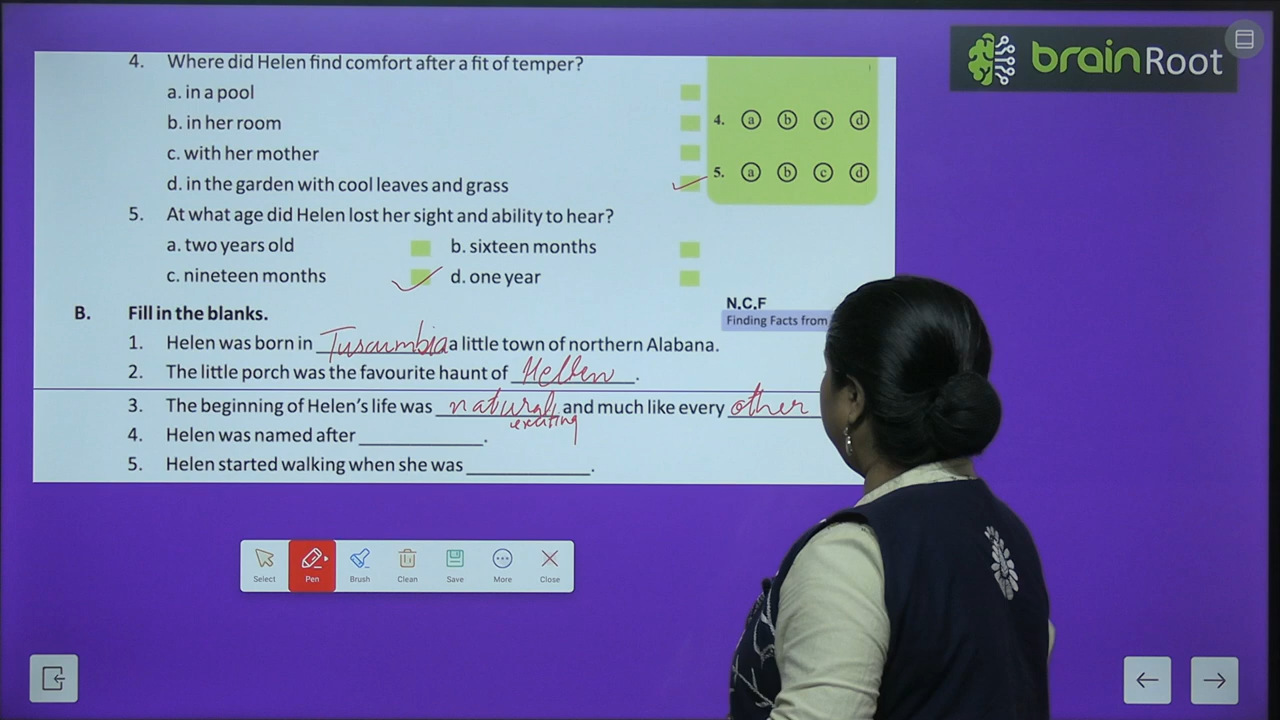 brainRoot
4. Where did Helen find comfort after a fit of temper?
a. in a pool
b. in her room
c. with her mother
d. in the garden with cool leaves and grass
4. a b c d
5. a b c d
5. At what age did Helen lost her sight and ability to hear?
a. two years old b. sixteen months
c. nineteen months d. one year
N.C.F
Finding Facts from
B. Fill in the blanks.
1. Helen was born in Tuscumbia a little town of northern Alabana.
2. The little porch was the favourite haunt of Hellen.
3. The beginning of Helen's life was natural, and much like every other
exciting
4. Helen was named after ____________.
5. Helen started walking when she was ____________.
Select Pen Brush Clean Save More Close